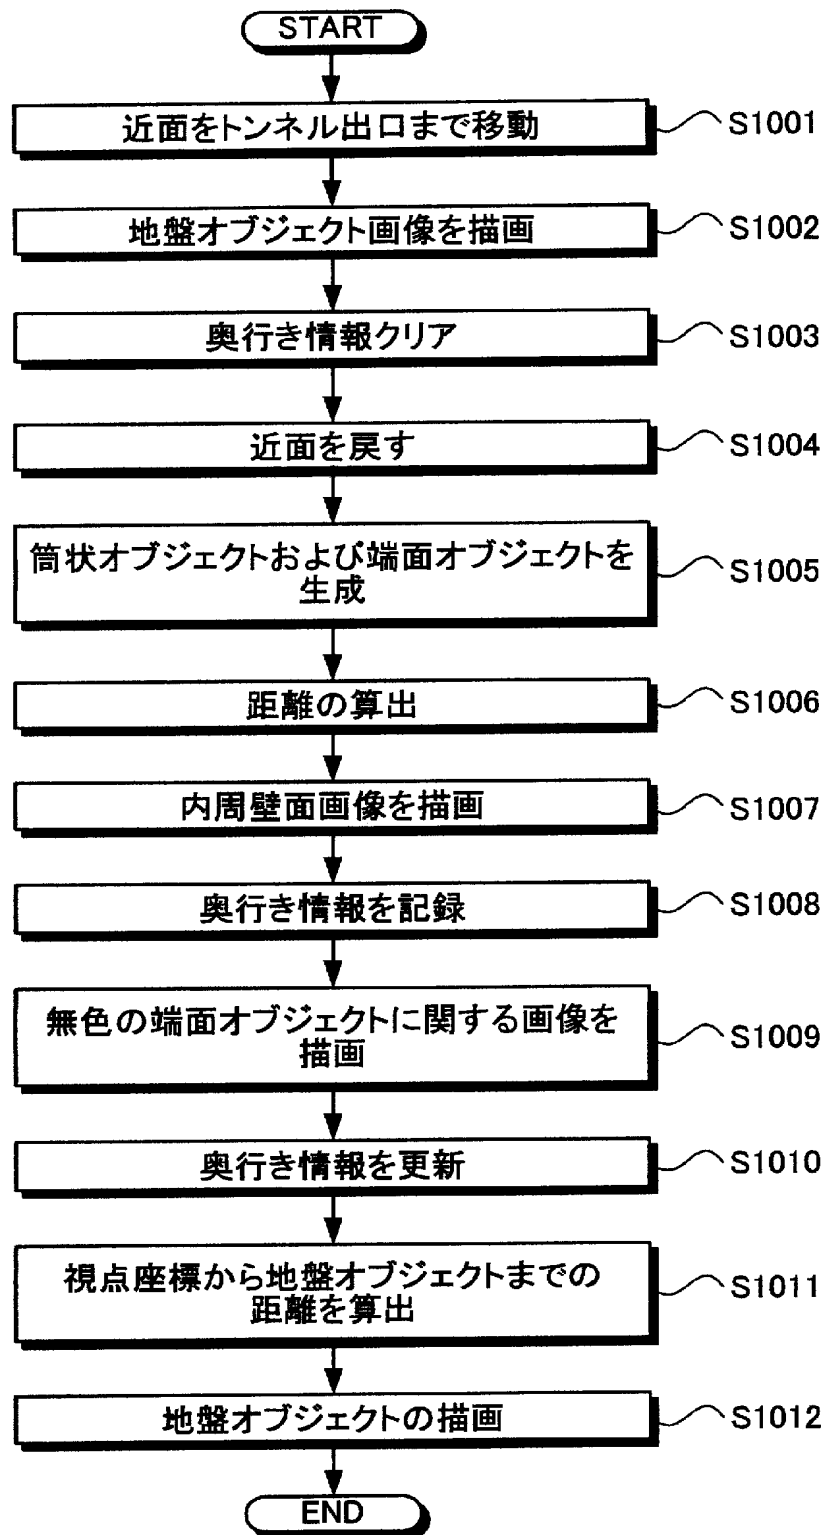 START
近面をトンネル出口まで移動
S1001
地盤オブジェクト画像を描画
S1002
奥行き情報クリア
S1003
近面を戻す
S1004
筒状オブジェクトおよび端面オブジェクトを
生成
S1005
距離の算出
S1006
内周壁面画像を描画
S1007
奥行き情報を記録
S1008
無色の端面オブジェクトに関する画像を
描画
S1009
奥行き情報を更新
S1010
視点座標から地盤オブジェクトまでの
距離を算出
S1011
地盤オブジェクトの描画
S1012
END